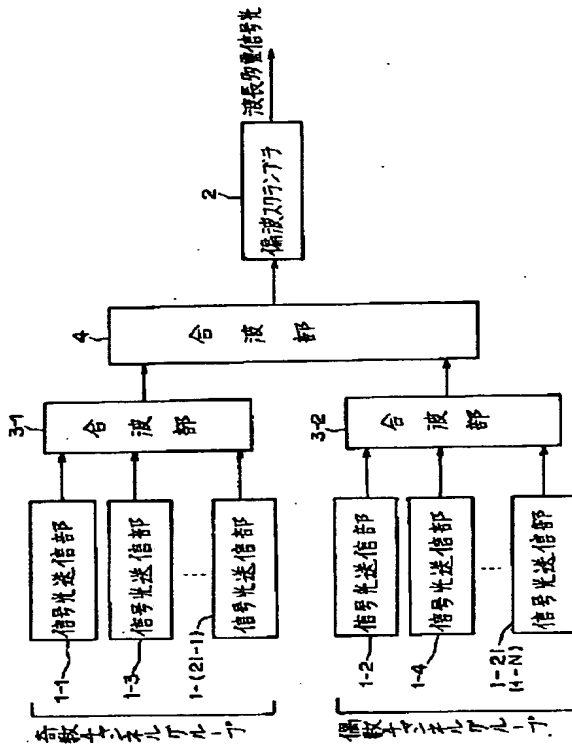 奇数チャンネルグループ
1-1
信号光送信部
1-3
信号光送信部
1-(2i-1)
信号光送信部
3-1
合波部
偶数チャンネルグループ
1-2
信号光送信部
1-4
信号光送信部
1-2i
(1-N)
信号光送信部
3-2
合波部
4
合波部
2
偏波スクランブラ
波長多重信号光